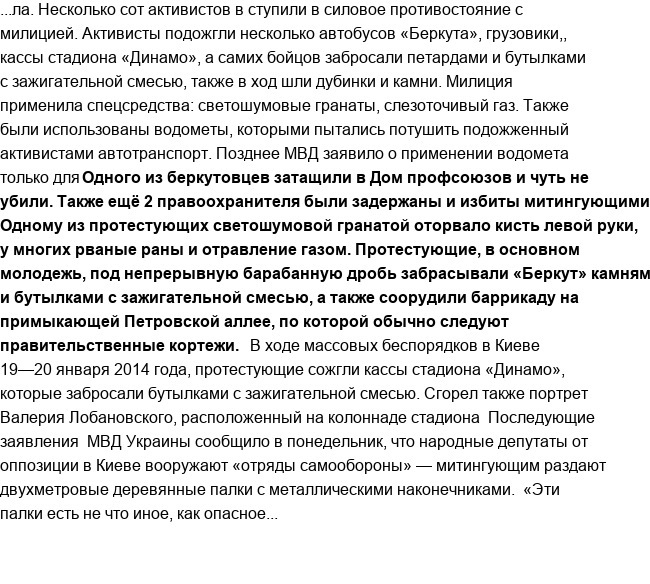 ...ла. Несколько сот активистов в ступили в силовое противостояние с
милицией. Активисты подожгли несколько автобусов «Беркута», грузовики,,
кассы стадиона «Динамо», а самих бойцов забросали петардами и бутылками
с зажигательной смесью, также в ход шли дубинки и камни. Милиция
применила спецсредства: светошумовые гранаты, слезоточивый газ. Также
были использованы водометы, которыми пытались потушить подожженный
активистами автотранспорт. Позднее МВД заявило о применении водомета
только для Одного из беркутовцев затащили в Дом профсоюзов и чуть не
убили. Также ещё 2 правоохранителя были задержаны и избиты митингующими
Одному из протестующих светошумовой гранатой оторвало кисть левой руки,
у многих рваные раны и отравление газом. Протестующие, в основном
молодежь, под непрерывную барабанную дробь забрасывали «Беркут» камням
и бутылками с зажигательной смесью, а также соорудили баррикаду на
примыкающей Петровской аллее, по которой обычно следуют
правительственные кортежи. В ходе массовых беспорядков в Киеве
19—20 января 2014 года, протестующие сожгли кассы стадиона «Динамо»,
которые забросали бутылками с зажигательной смесью. Сгорел также портрет
Валерия Лобановского, расположенный на колоннаде стадиона Последующие
заявления МВД Украины сообщило в понедельник, что народные депутаты от
оппозиции в Киеве вооружают «отряды самообороны» — митингующим раздают
двухметровые деревянные палки с металлическими наконечниками. «Эти
палки есть не что иное, как опасное...